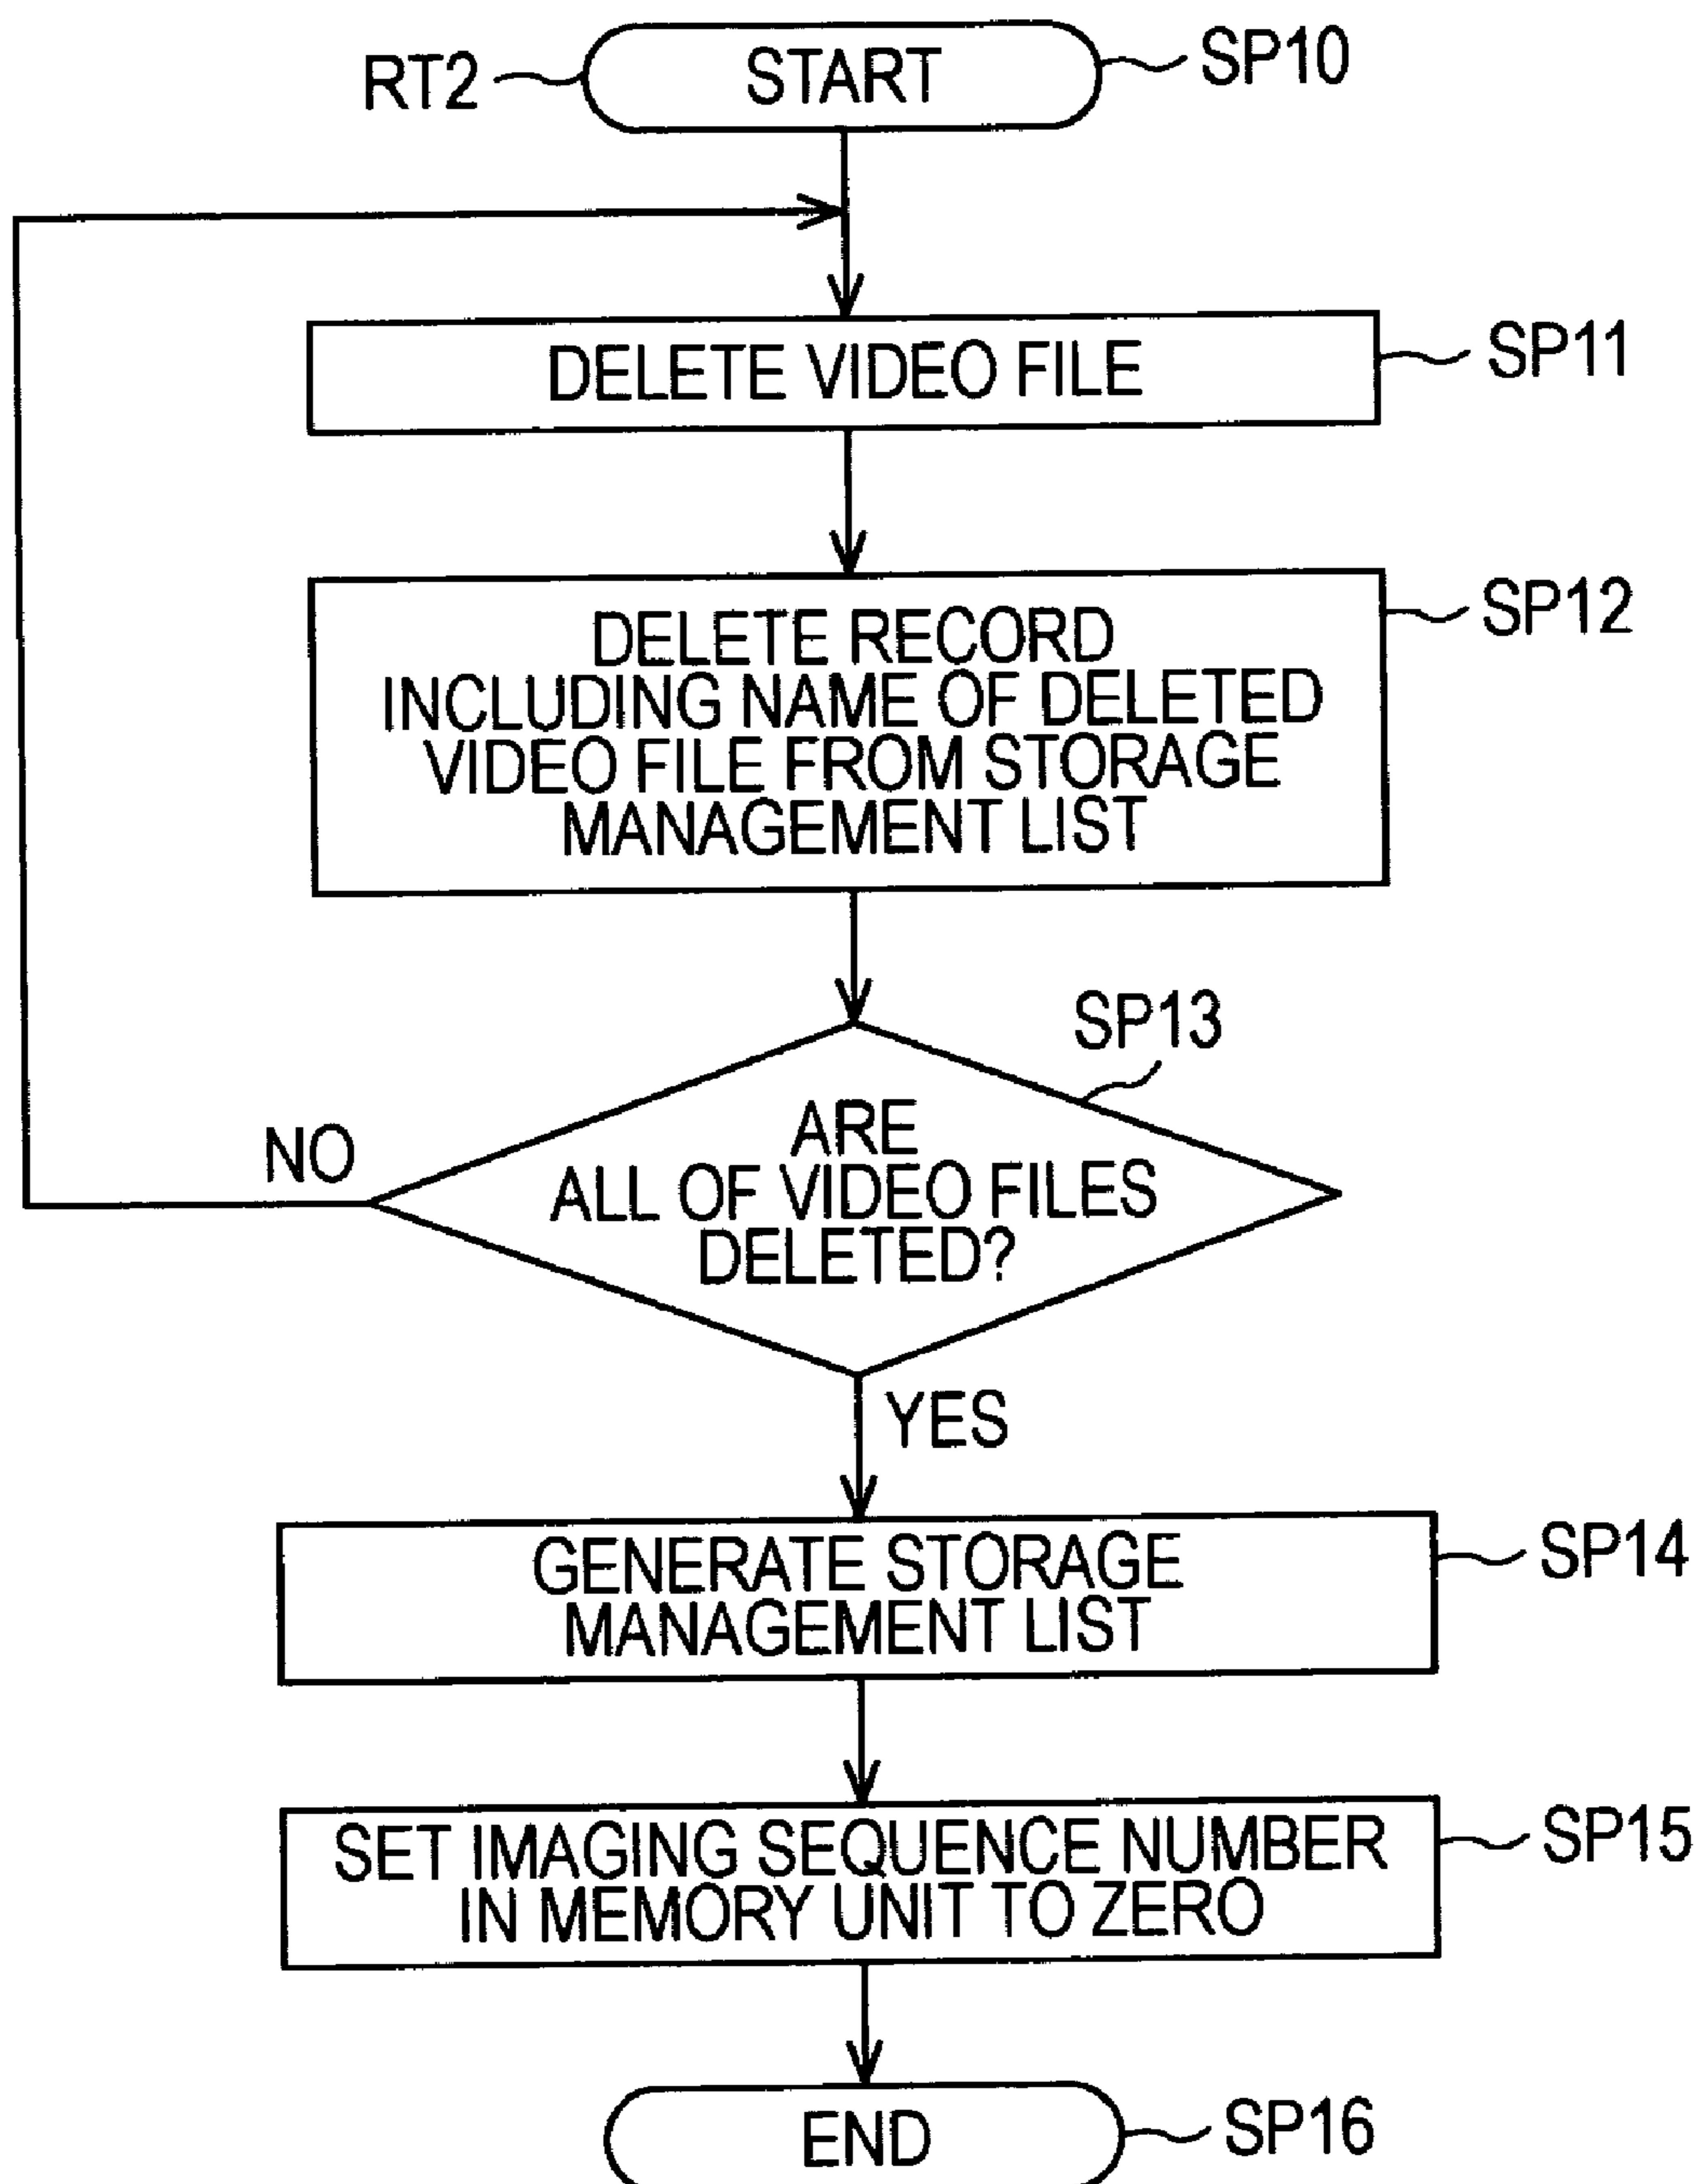 RT2
START
SP10
DELETE VIDEO FILE
SP11
DELETE RECORD
INCLUDING NAME OF DELETED
VIDEO FILE FROM STORAGE
MANAGEMENT LIST
SP12
SP13
ARE
ALL OF VIDEO FILES
DELETED?
NO
YES
GENERATE STORAGE
MANAGEMENT LIST
SP14
SET IMAGING SEQUENCE NUMBER
IN MEMORY UNIT TO ZERO
SP15
END
SP16